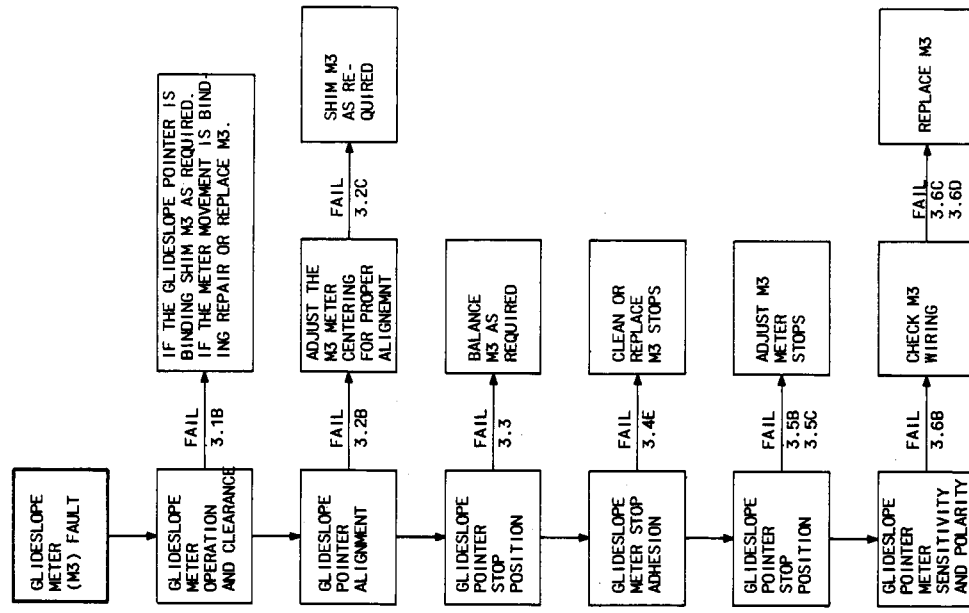 GLIDESLOPE
METER
(M3) FAULT
GLIDESLOPE
METER
OPERATION
AND CLEARANCE
FAIL
3.1B
IF THE GLIDESLOPE POINTER IS
BINDING SHIM M3 AS REQUIRED.
IF THE METER MOVEMENT IS BIND-
ING REPAIR OR REPLACE M3.
GLIDESLOPE
POINTER
ALIGNMENT
FAIL
3.2B
ADJUST THE
M3 METER
CENTERING
FOR PROPER
ALIGNEMNT
FAIL
3.2C
SHIM M3
AS RE-
QUIRED
GLIDESLOPE
POINTER
STOP
POSITION
FAIL
3.3
BALANCE
M3 AS
REQUIRED
GLIDESLOPE
METER STOP
ADHESION
FAIL
3.4E
CLEAN OR
REPLACE
M3 STOPS
GLIDESLOPE
POINTER
STOP
POSITION
FAIL
3.5B
3.5C
ADJUST M3
METER
STOPS
GLIDESLOPE
POINTER
METER
SENSITIVITY
AND POLARITY
FAIL
3.6B
CHECK M3
WIRING
FAIL
3.6C
3.6D
REPLACE M3